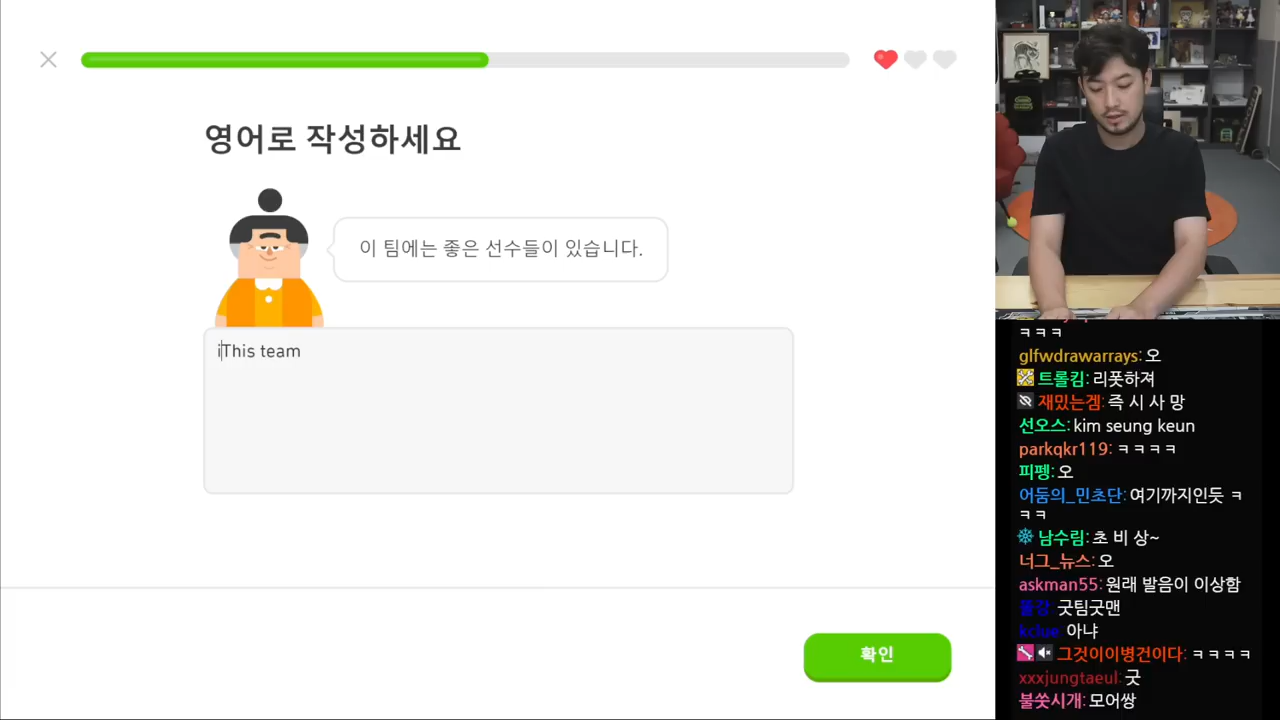 영어로 작성하세요
이 팀에는 좋은 선수들이 있습니다.
iThis team
확인
ㅋㅋㅋ
glfwdrawarrays: 오
트롤킴: 리폿하져
재밌는겜: 즉 시 사 망
선오스: kim seung keun
parkqkr119: ㅋㅋㅋㅋ
피펭: 오
어둠의_민초단: 여기까지인듯 ㅋ
ㅋㅋ
남수림: 초 비 상~
너그_뉴스: 오
askman55: 원래 발음이 이상함
똘강: 굿팀굿맨
kclue: 아냐
그것이이병건이다: ㅋㅋㅋㅋ
xxxjungtaeul: 굿
불쏫시개: 모어쌍